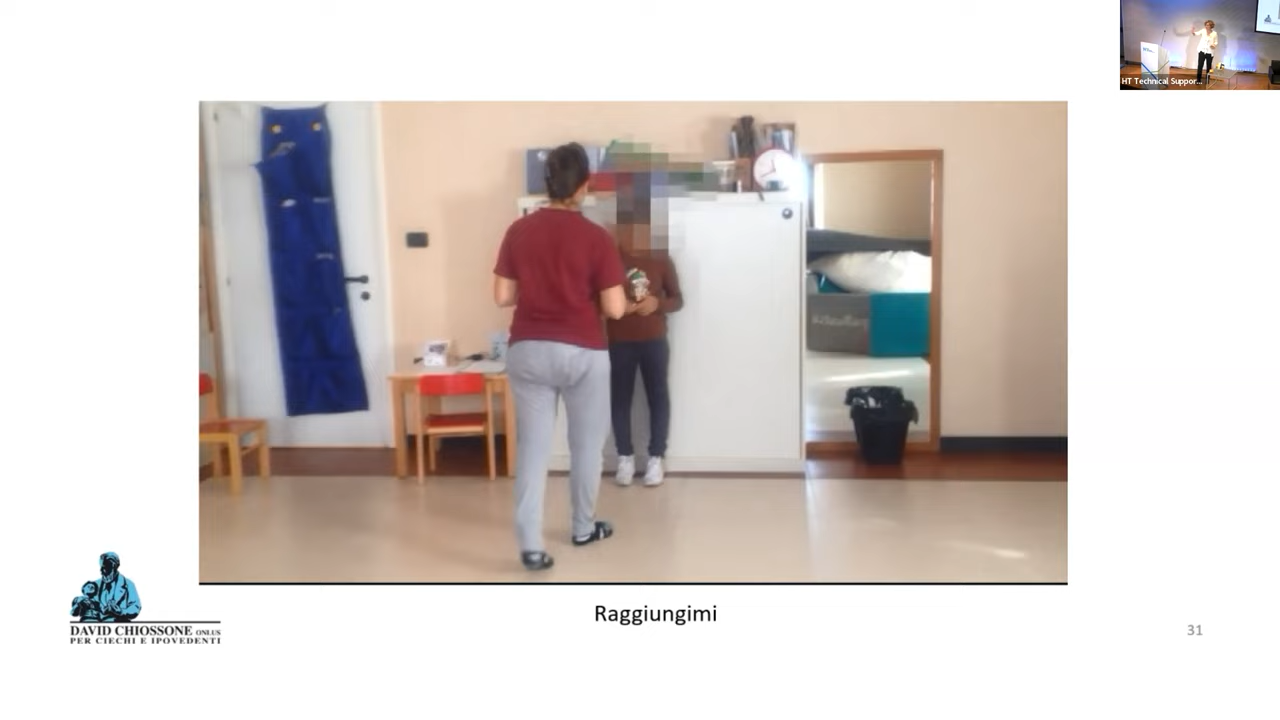 HT Technical Suppor...
Raggiungimi
DAVID CHIOSSONE ONLUS
PER CIECHI E IPOVEDENTI
31